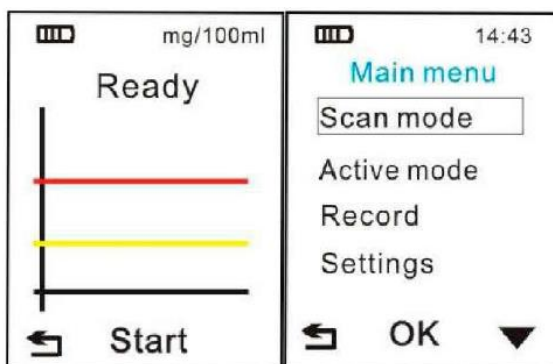 mg/100ml
Ready
Start
14:43
Main menu
Scan mode
Active mode
Record
Settings
OK